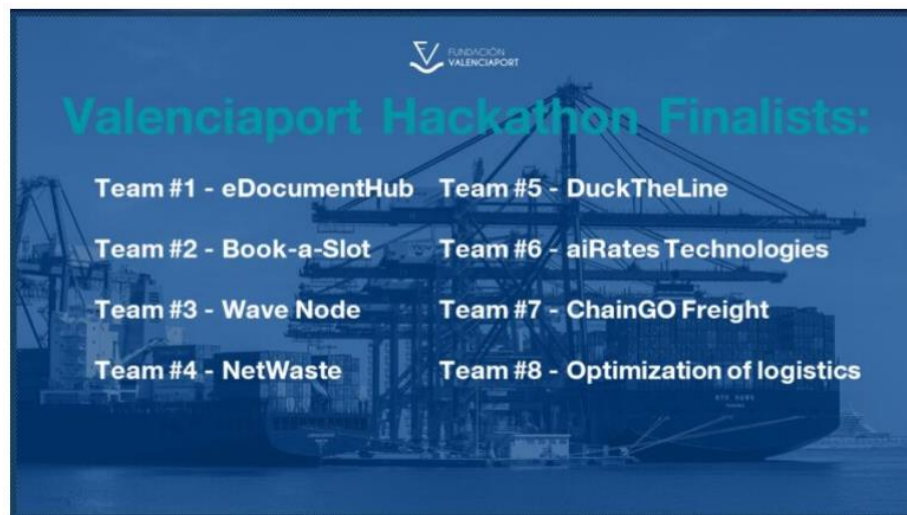 FUNDACIÓN
VALENCIAPORT
Valenciaport Hackathon Finalists:
Team #1 - eDocumentHub
Team #2 - Book-a-Slot
Team #3 - Wave Node
Team #4 - NetWaste
Team #5 - DuckTheLine
Team #6 - aiRates Technologies
Team #7 - ChainGO Freight
Team #8 - Optimization of logistics